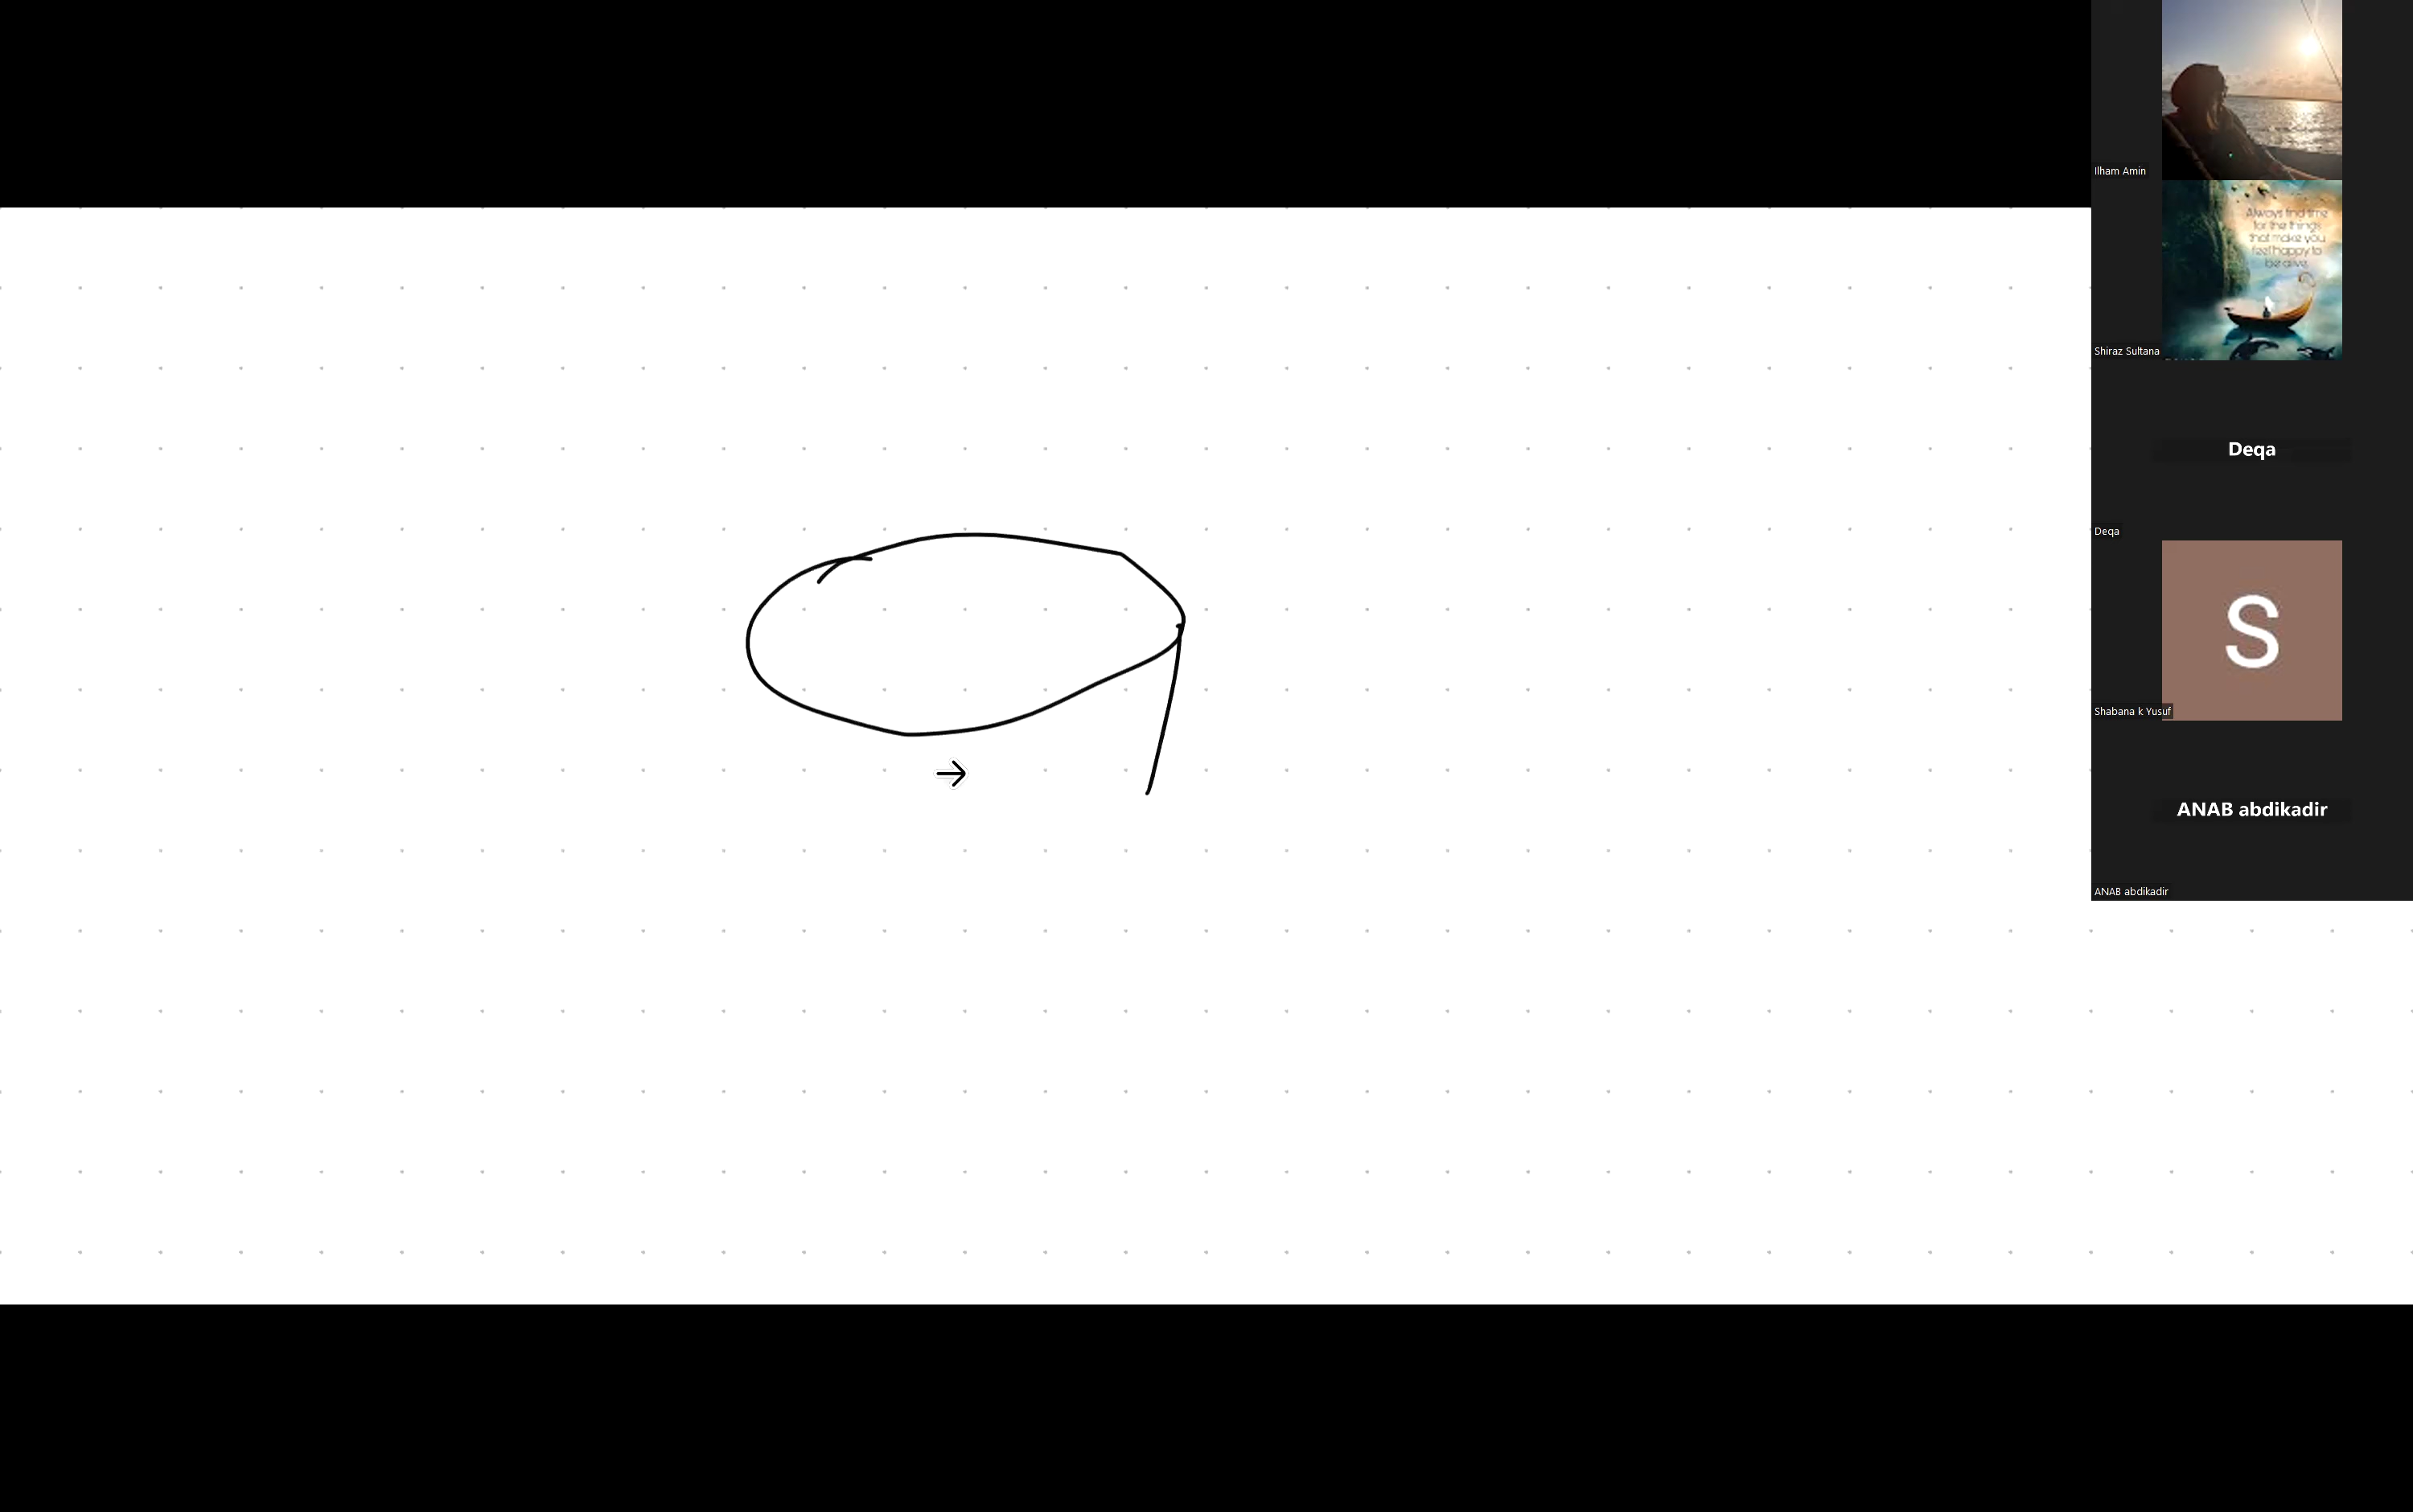 Ilham Amin
Always find time
for the things
that make you
feel happy to
be alive
Shiraz Sultana
Deqa
Deqa
S
Shabana k Yusuf
ANAB abdikadir
ANAB abdikadir